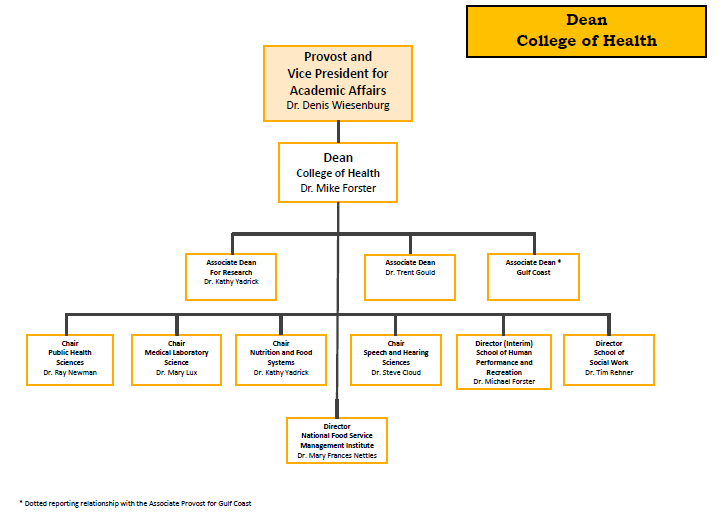 Dean
College of Health
Provost and
Vice President for
Academic Affairs
Dr. Denis Wiesenburg
Dean
College of Health
Dr. Mike Forster
Associate Dean
For Research
Dr. Kathy Yadrick
Associate Dean
Dr. Trent Gould
Associate Dean *
Gulf Coast
Chair
Public Health
Sciences
Dr. Ray Newman
Chair
Medical Laboratory
Science
Dr. Mary Lux
Chair
Nutrition and Food
Systems
Dr. Kathy Yadrick
Chair
Speech and Hearing
Sciences
Dr. Steve Cloud
Director (Interim)
School of Human
Performance and
Recreation
Dr. Michael Forster
Director
School of
Social Work
Dr. Tim Rehner
Director
National Food Service
Management Institute
Dr. Mary Frances Nettles
* Dotted reporting relationship with the Associate Provost for Gulf Coast